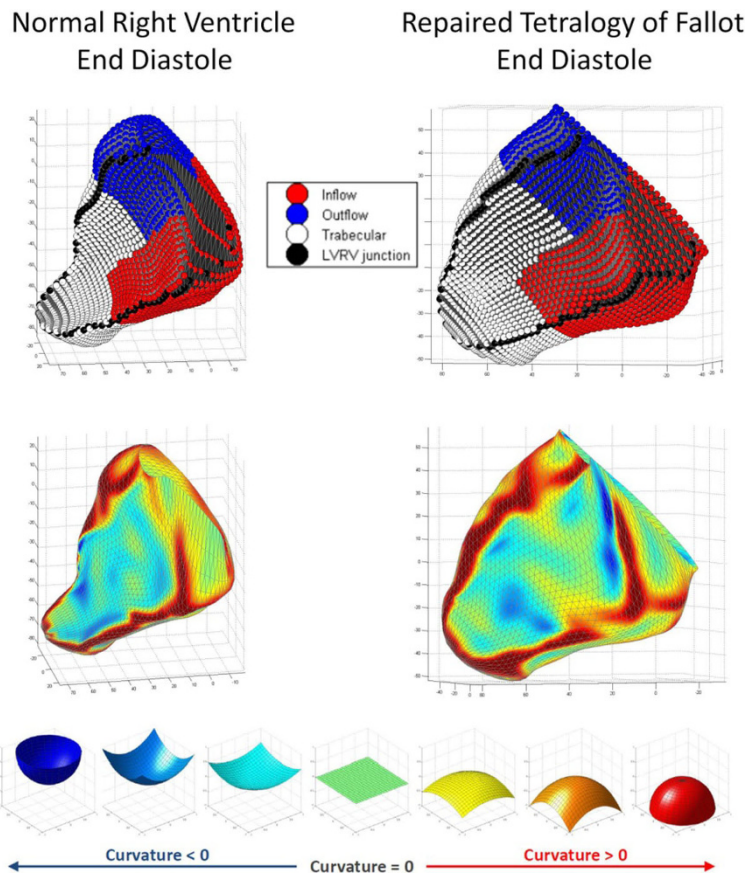 Normal Right Ventricle
End Diastole
Repaired Tetralogy of Fallot
End Diastole
Inflow
Outflow
Trabecular
LVRV junction
Curvature < 0
Curvature = 0
Curvature > 0